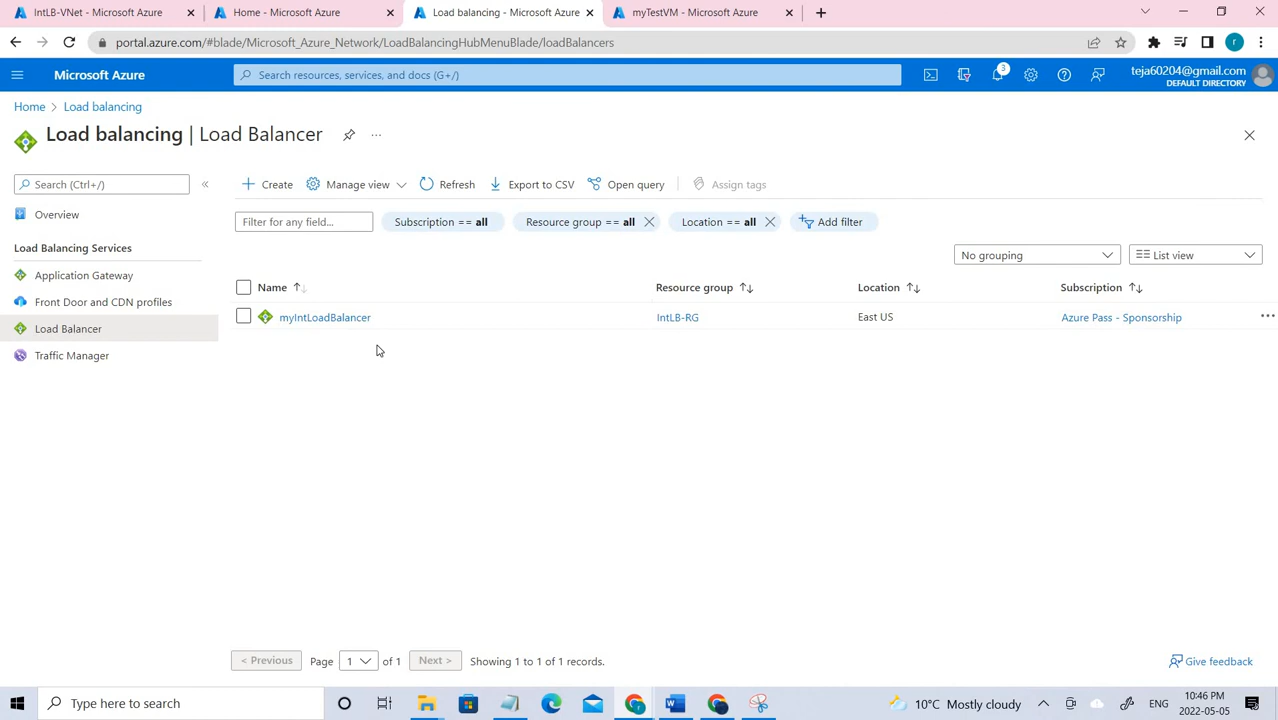 IntLB-VNet - Microsoft Azure
Home - Microsoft Azure
Load balancing - Microsoft Azure
myTestVM - Microsoft Azure
portal.azure.com/#blade/Microsoft_Azure_Network/LoadBalancingHubMenuBlade/loadBalancers
Microsoft Azure
Search resources, services, and docs (G+/)
3
teja60204@gmail.com
DEFAULT DIRECTORY
r
Home > Load balancing
Load balancing | Load Balancer
Search (Ctrl+/)
Create
Manage view
Refresh
Export to CSV
Open query
Assign tags
Overview
Filter for any field...
Subscription == all
Resource group == all
Location == all
Add filter
Load Balancing Services
No grouping
List view
Application Gateway
Name
Resource group
Location
Subscription
Front Door and CDN profiles
myIntLoadBalancer
IntLB-RG
East US
Azure Pass - Sponsorship
Load Balancer
Traffic Manager
< Previous
Page 1 of 1
Next >
Showing 1 to 1 of 1 records.
Give feedback
Type here to search
10°C Mostly cloudy
ENG
10:46 PM
2022-05-05